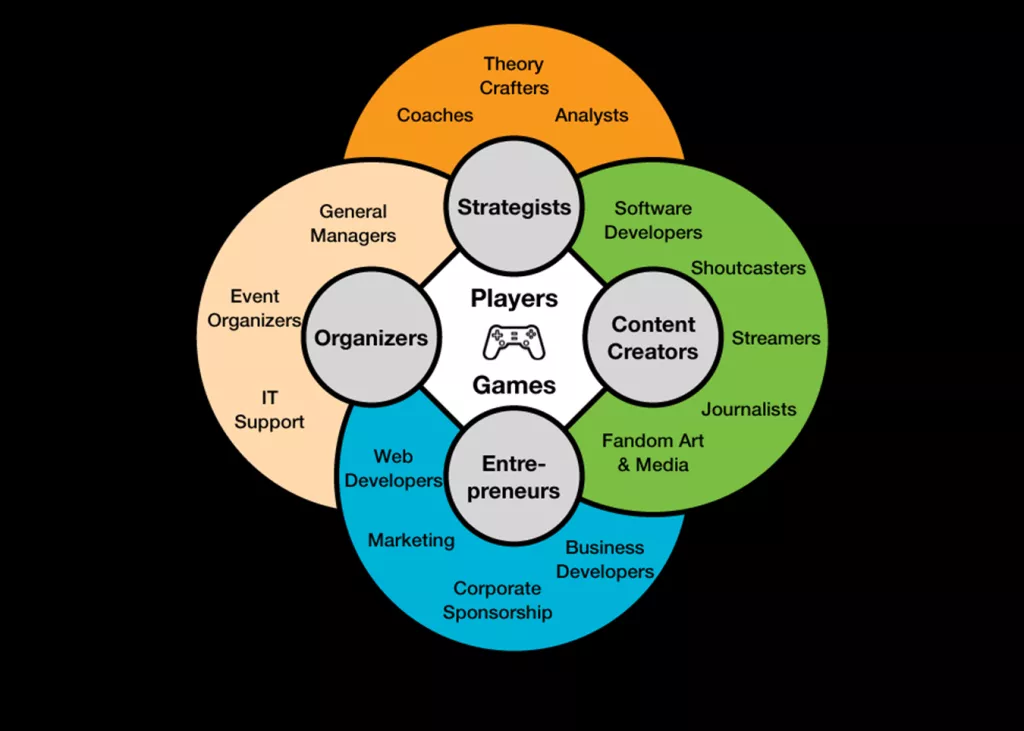 Theory
Crafters
Coaches
Analysts
Strategists
General
Managers
Software
Developers
Shoutcasters
Event
Organizers
Organizers
Players
Games
Content
Creators
Streamers
IT
Support
Journalists
Fandom Art
& Media
Web
Developers
Entre-
preneurs
Marketing
Business
Developers
Corporate
Sponsorship